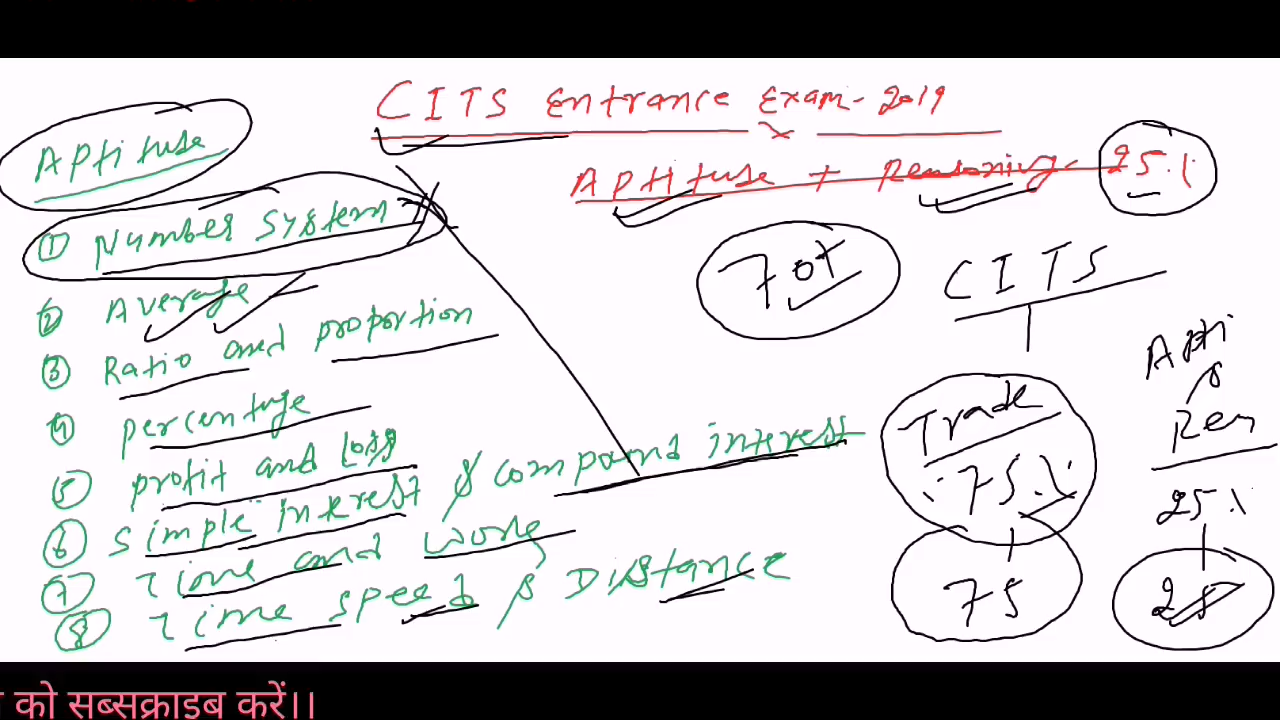 CITS Entrance Exam-2019
Aptituse + Reasoning- 25%
Aptituse
① Number System
② Average
③ Ratio and proportion
④ percentage
⑤ profit and Loss
⑥ Simple interest & compound interest
⑦ Time and work
⑧ Time speed & Distance
70+
CITS
Trade
75%
75
Apti
&
Rea
25%
25
को सब्सक्राइब करें।।